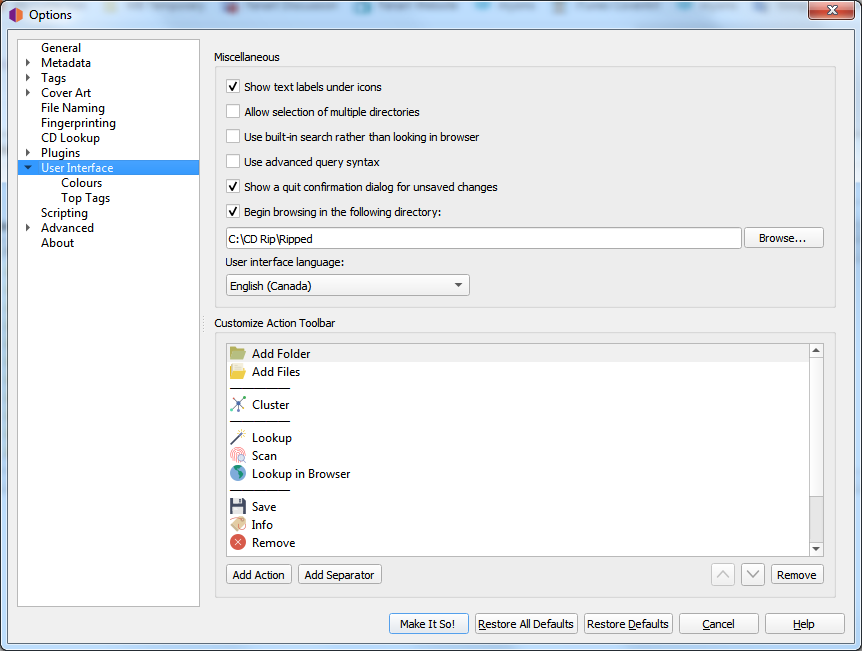 Options
General
Metadata
Tags
Cover Art
File Naming
Fingerprinting
CD Lookup
Plugins
User Interface
Colours
Top Tags
Scripting
Advanced
About
Miscellaneous
Show text labels under icons
Allow selection of multiple directories
Use built-in search rather than looking in browser
Use advanced query syntax
Show a quit confirmation dialog for unsaved changes
Begin browsing in the following directory:
C:\CD Rip\Ripped
Browse...
User interface language:
English (Canada)
Customize Action Toolbar
Add Folder
Add Files
Cluster
Lookup
Scan
Lookup in Browser
Save
Info
Remove
Add Action Add Separator Remove
Make It So! Restore All Defaults Restore Defaults Cancel Help